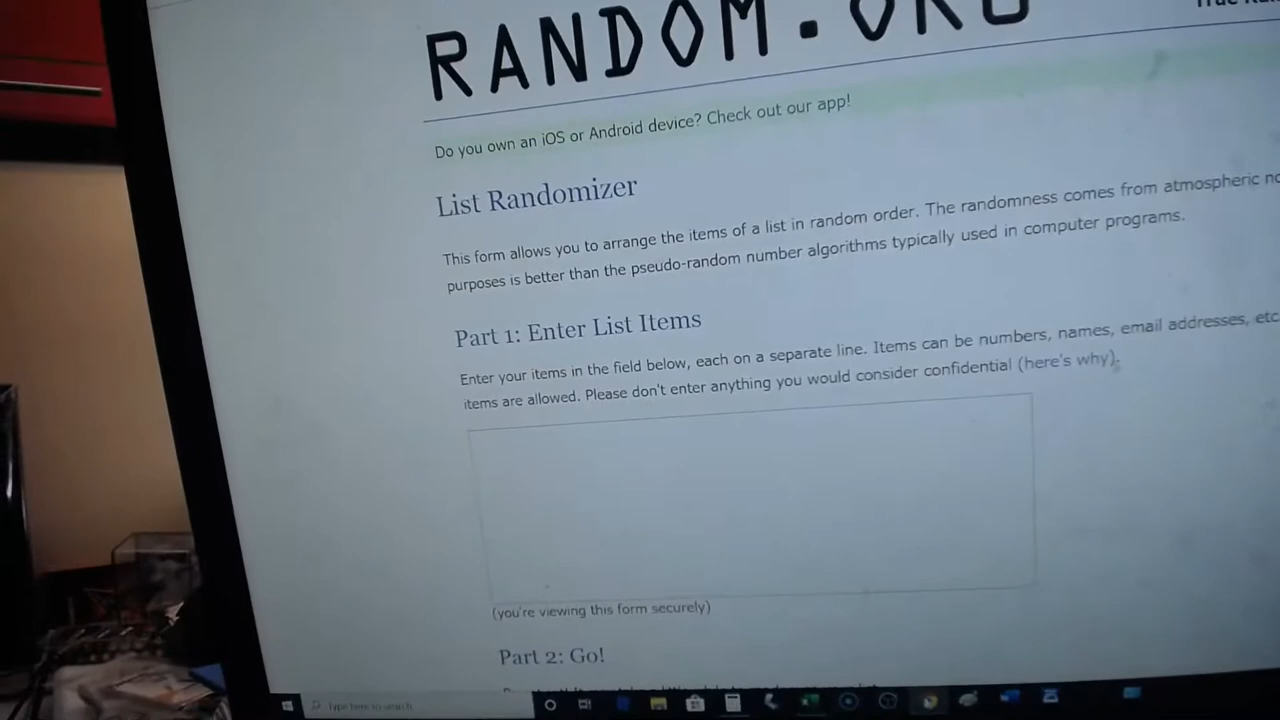 RANDOM.ORG
Do you own an iOS or Android device? Check out our app!
List Randomizer
This form allows you to arrange the items of a list in random order. The randomness comes from atmospheric
purposes is better than the pseudo-random number algorithms typically used in computer programs.
Part 1: Enter List Items
Enter your items in the field below, each on a separate line. Items can be numbers, names, email addresses, etc
items are allowed. Please don't enter anything you would consider confidential (here's why).
(you're viewing this form securely)
Part 2: Go!
Type here to search